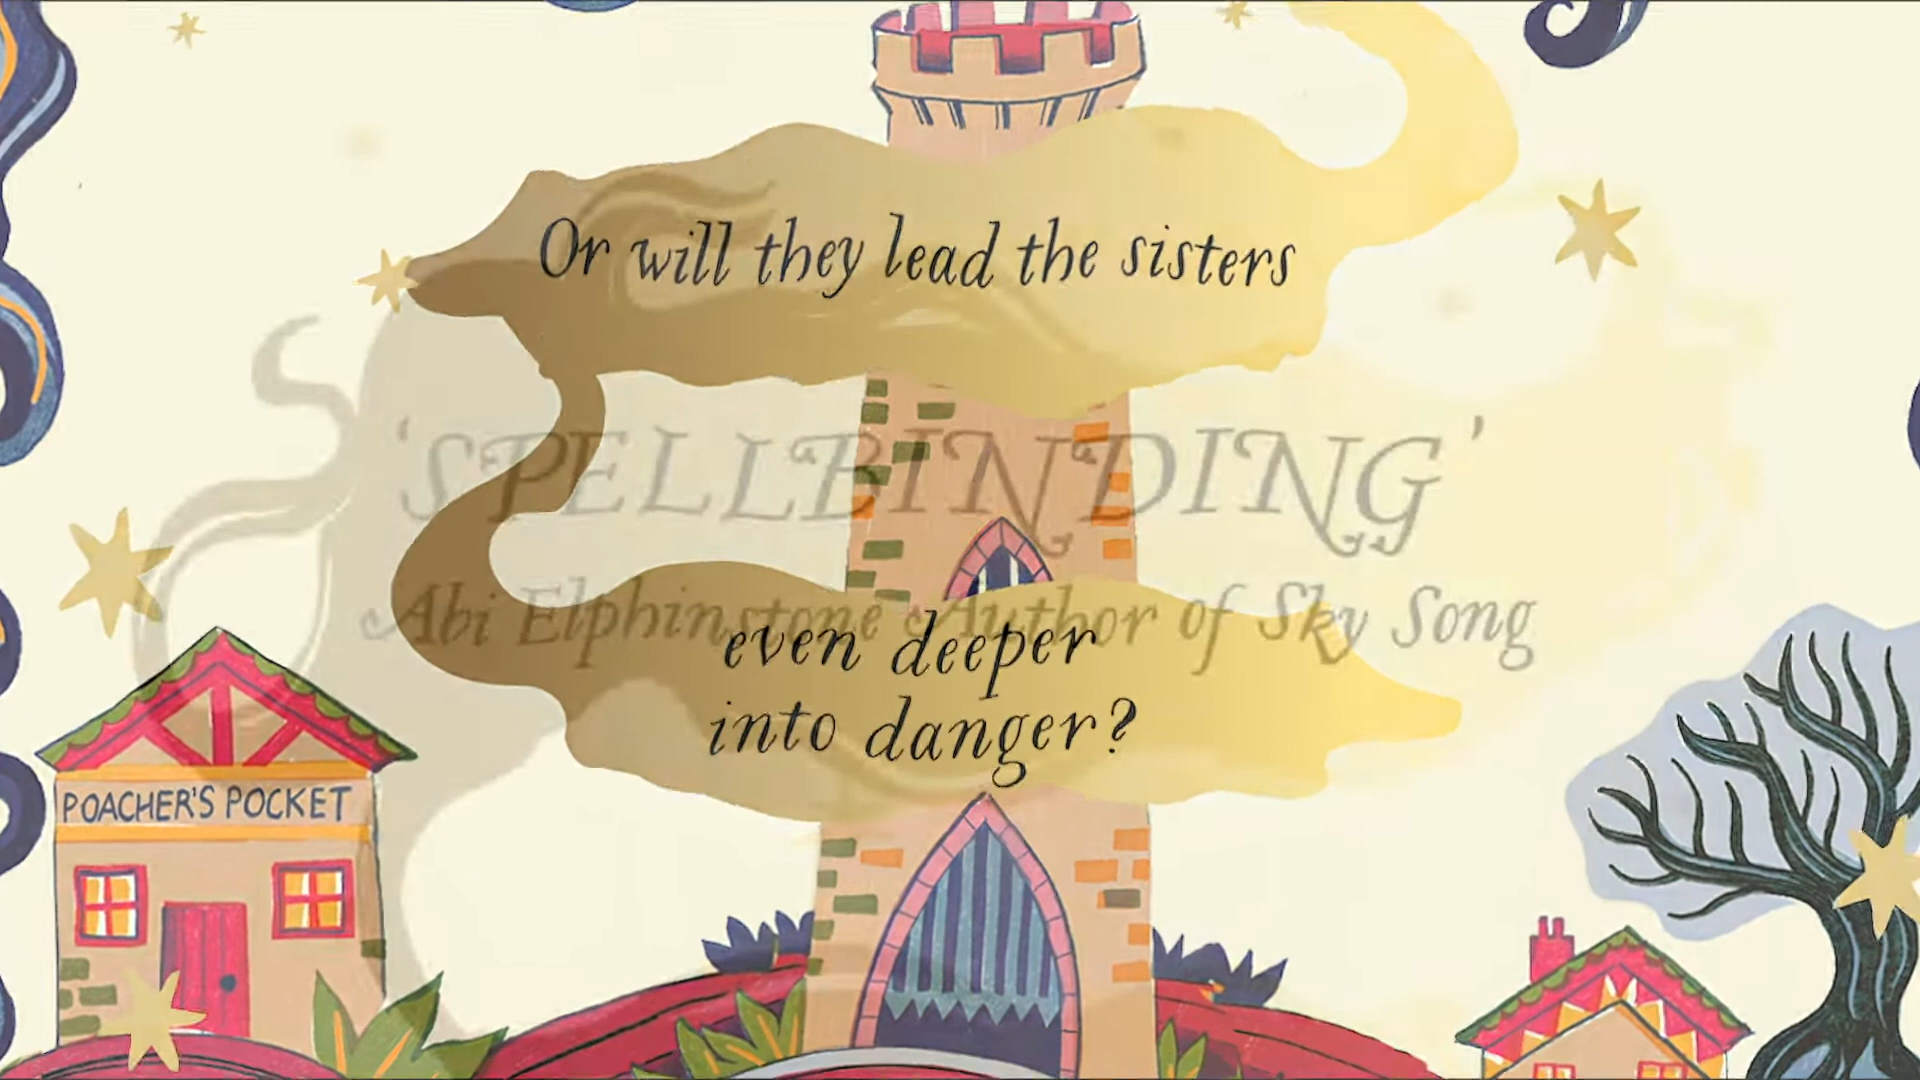 Or will they lead the sisters
'SPELLBINDING'
Abi Elphinstone Author of Sky Song
even deeper
into danger?
POACHER'S POCKET